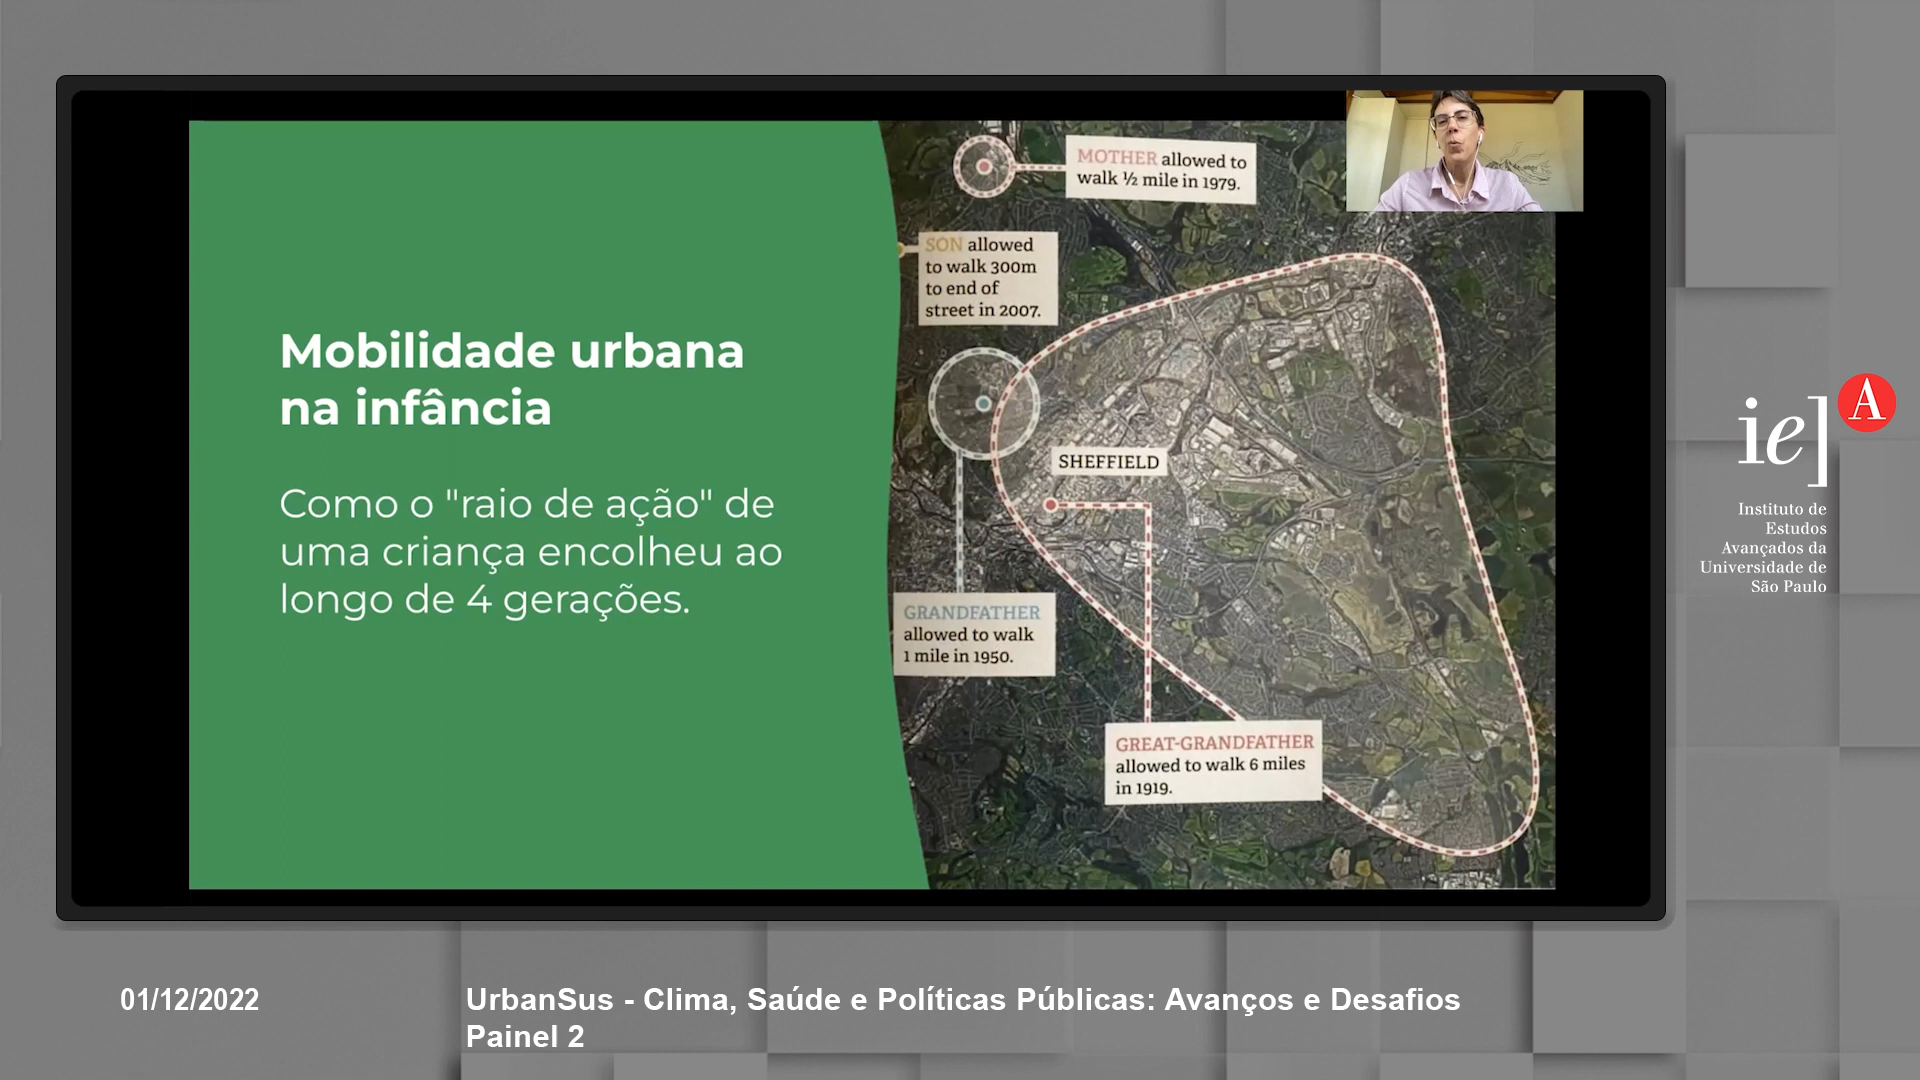 Mobilidade urbana
na infância
Como o "raio de ação" de
uma criança encolheu ao
longo de 4 gerações.
MOTHER allowed to
walk ½ mile in 1979.
SON allowed
to walk 300m
to end of
street in 2007.
SHEFFIELD
GRANDFATHER
allowed to walk
1 mile in 1950.
GREAT-GRANDFATHER
allowed to walk 6 miles
in 1919.
ie] A
Instituto de
Estudos
Avançados da
Universidade de
São Paulo
01/12/2022
UrbanSus - Clima, Saúde e Políticas Públicas: Avanços e Desafios
Painel 2